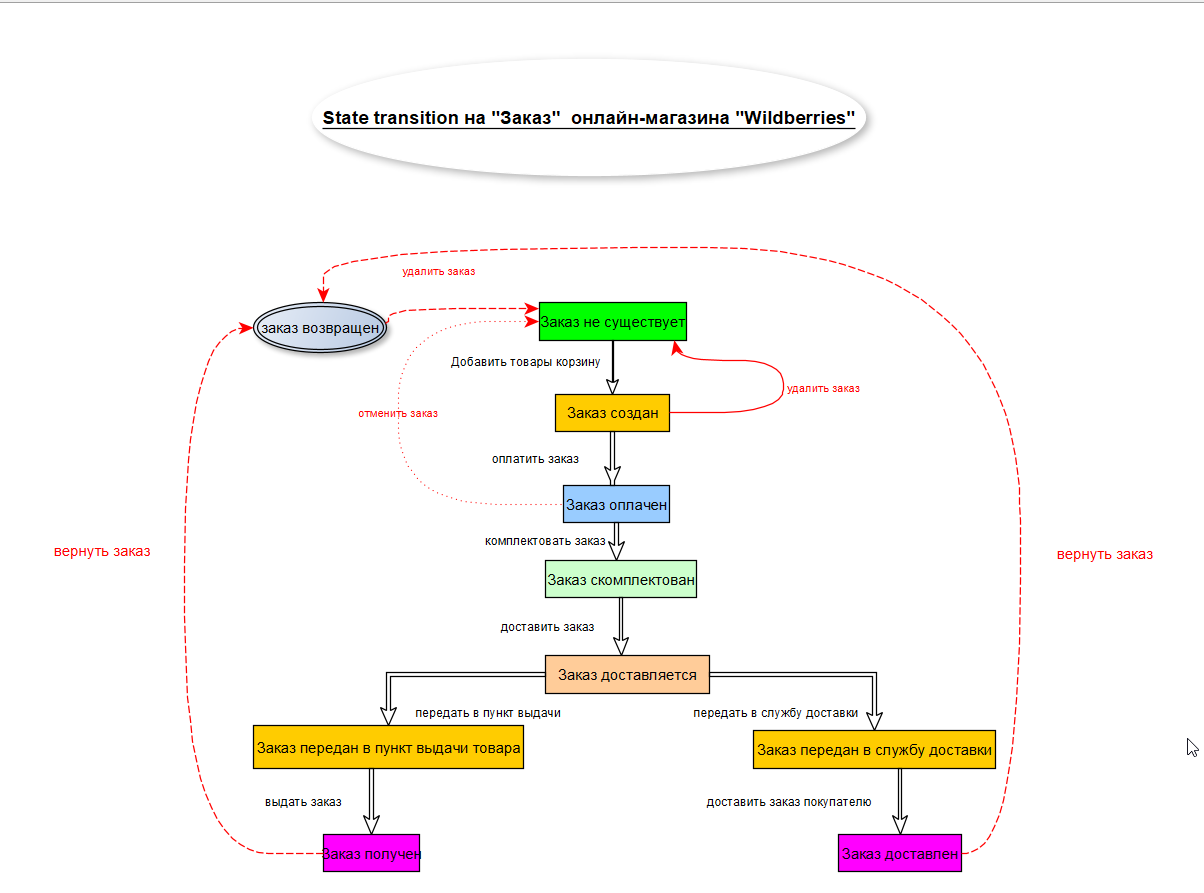 State transition на "Заказ"  онлайн-магазина "Wildberries"
удалить заказ
заказ возвращен
Заказ не существует
Добавить товары корзину
удалить заказ
Заказ создан
отменить заказ
оплатить заказ
Заказ оплачен
комплектовать заказ
вернуть заказ
вернуть заказ
Заказ скомплектован
доставить заказ
Заказ доставляется
передать в пункт выдачи
передать в службу доставки
Заказ передан в пункт выдачи товара
Заказ передан в службу доставки
выдать заказ
доставить заказ покупателю
Заказ получен
Заказ доставлен